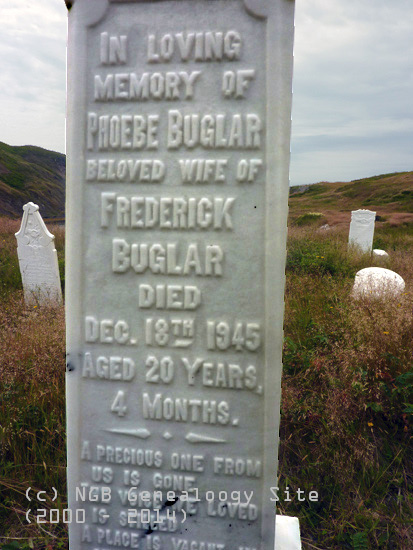 IN LOVING
MEMORY OF
PHOEBE BUGLAR
BELOVED WIFE OF
FREDERICK
BUGLAR
DIED
DEC. 18TH 1945
AGED 20 YEARS,
4 MONTHS.
A PRECIOUS ONE FROM
US IS GONE
LOVED
IS
A PLACE VACANT
(c) NGB Genealoogy Site
(2000 2014)